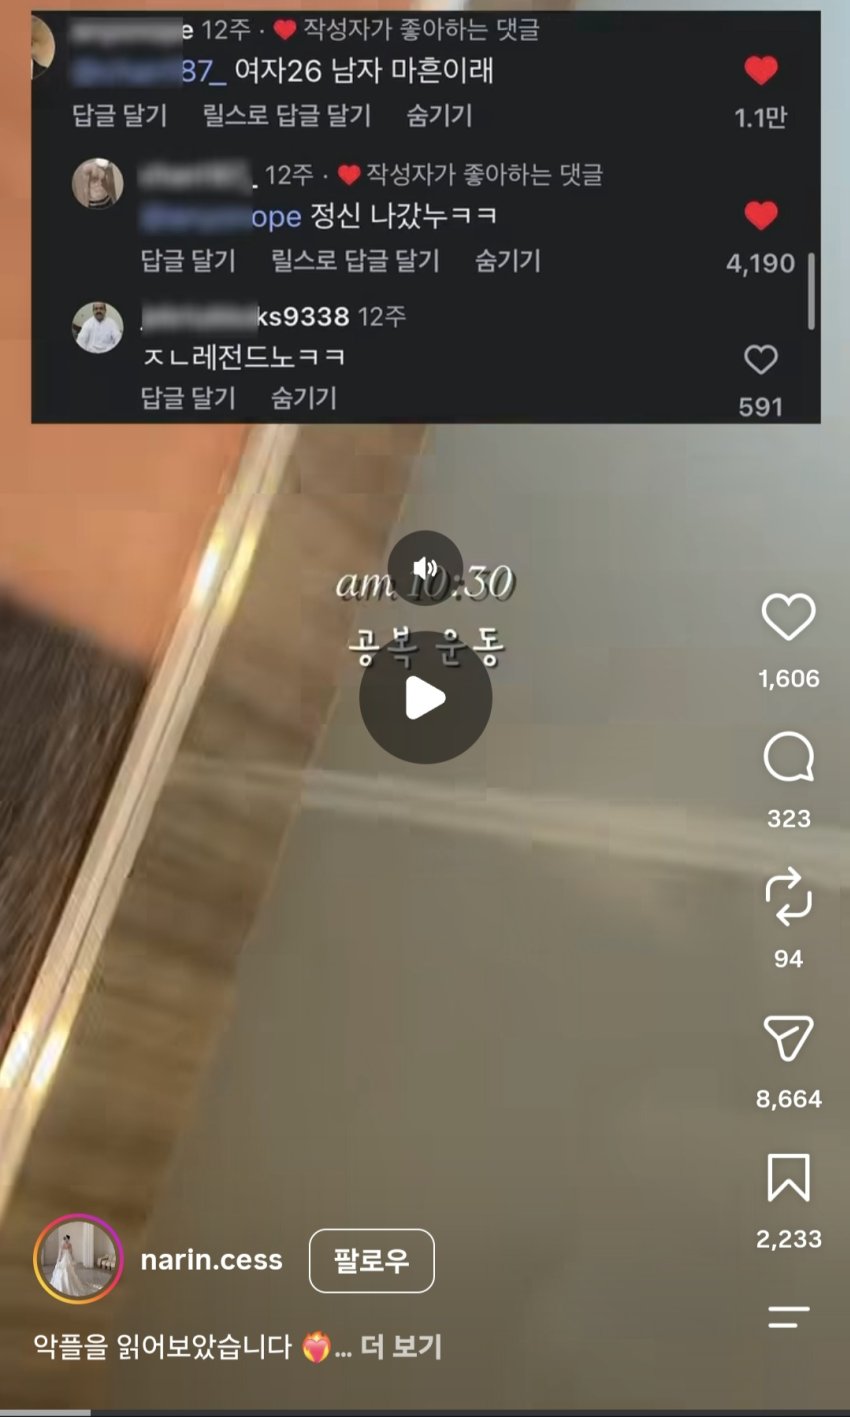 e 12주 · 작성자가 좋아하는 댓글
87_ 여자26 남자 마흔이래
답글 달기 릴스로 답글 달기 숨기기 1.1만
_ 12주 · 작성자가 좋아하는 댓글
ope 정신 나갔누ㅋㅋ
답글 달기 릴스로 답글 달기 숨기기 4,190
ks9338 12주
ㅈㄴ레전드노ㅋㅋ
답글 달기 숨기기 591
am 10:30
공복 운동
1,606
323
94
8,664
2,233
narin.cess 팔로우
악플을 읽어보았습니다 ❤️‍🔥... 더 보기